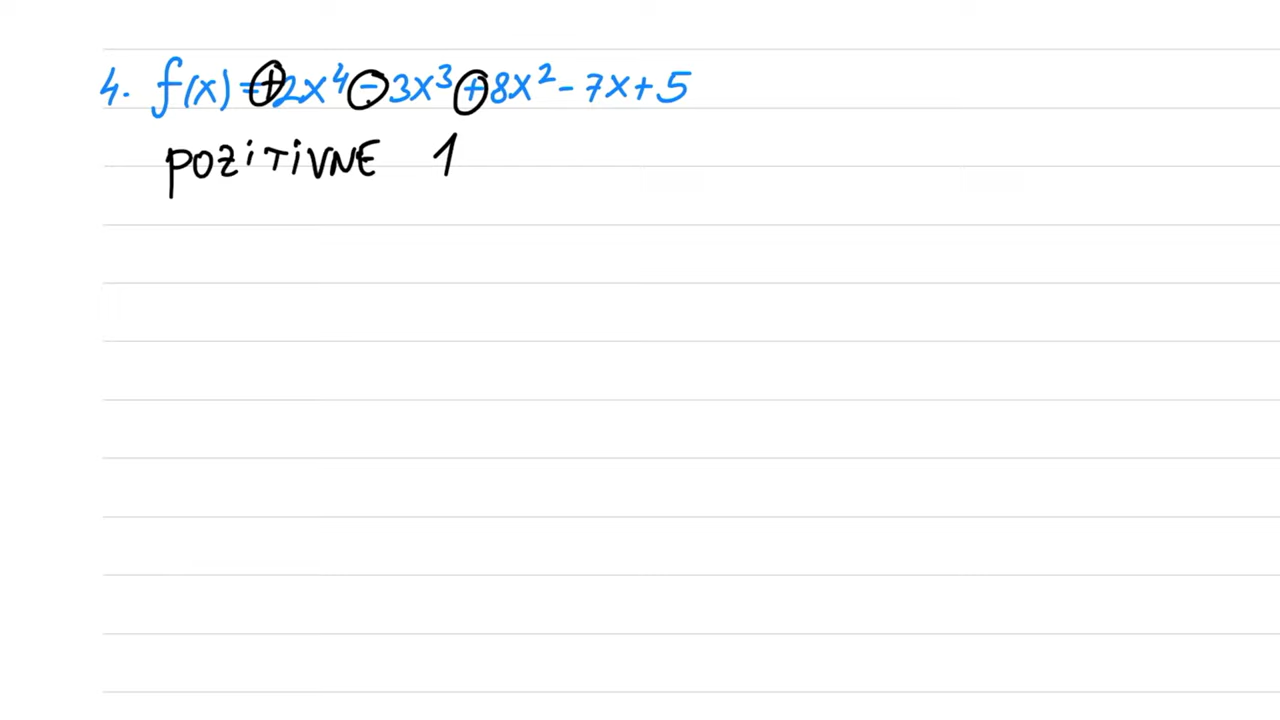 4. f(x) = +2x⁴ - 3x³ + 8x² - 7x + 5
POZITIVNE 1